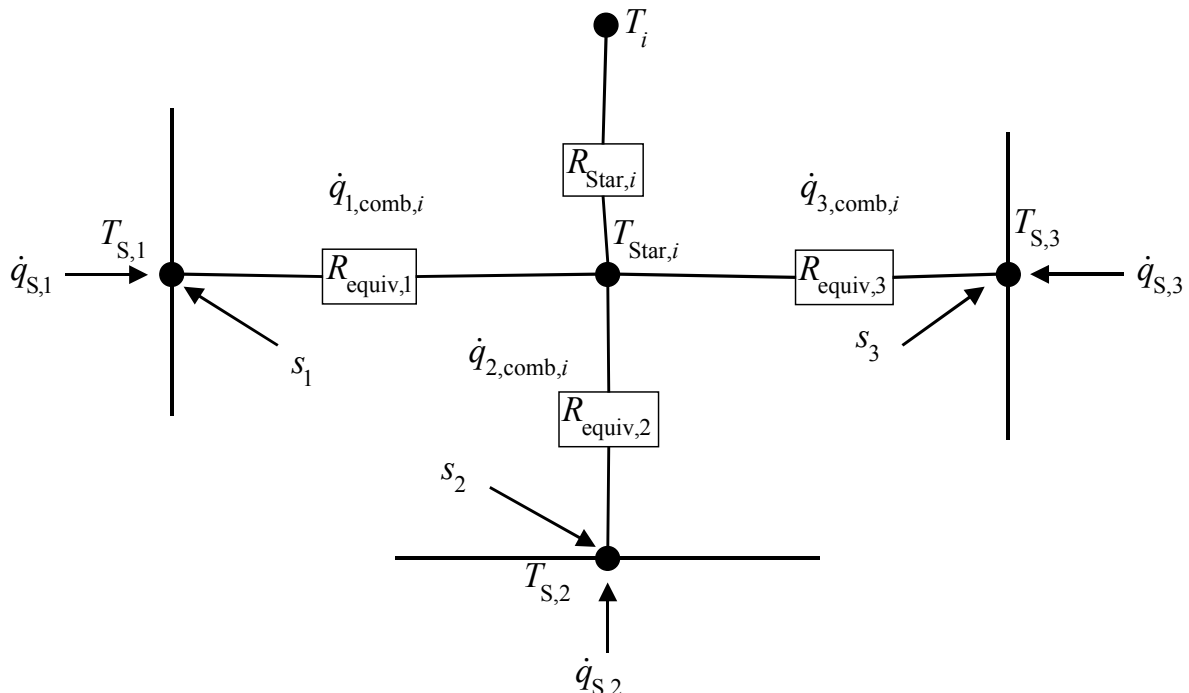 T_i
R_Star,i
q̇_1,comb,i
q̇_3,comb,i
T_S,1
T_Star,i
T_S,3
q̇_S,1
R_equiv,1
R_equiv,3
q̇_S,3
s_1
q̇_2,comb,i
s_3
R_equiv,2
s_2
T_S,2
q̇_S,2